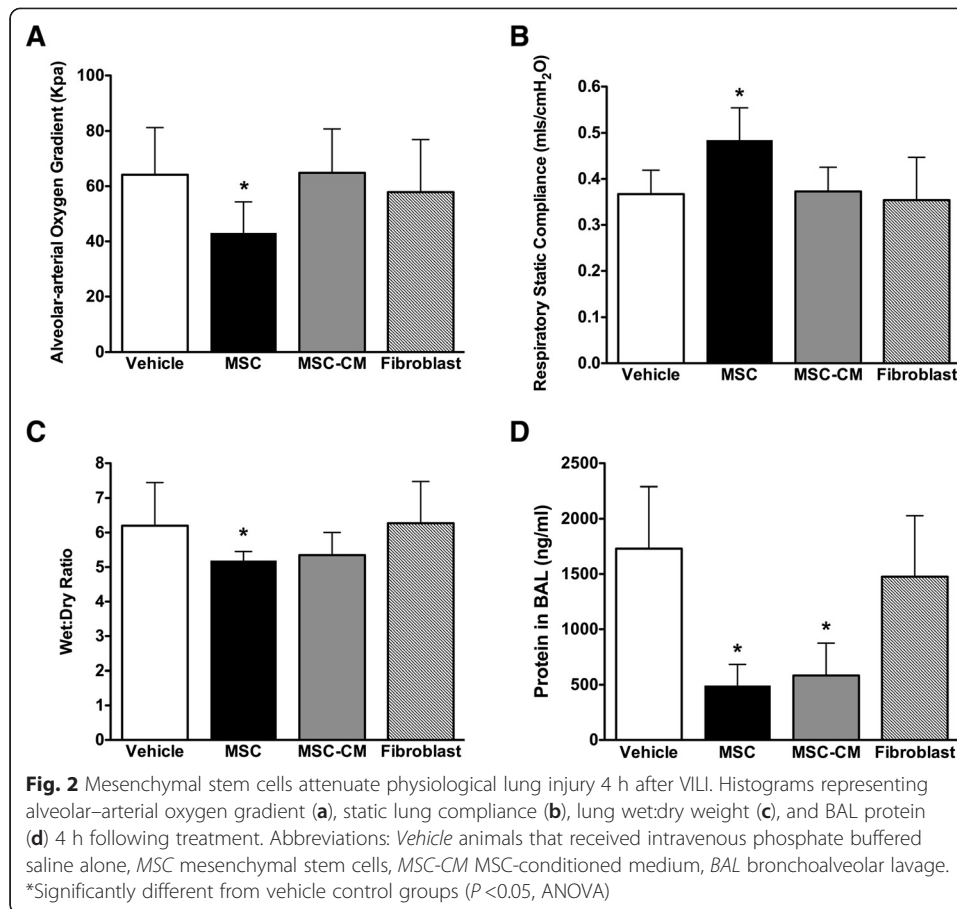 A
Alveolar-arterial Oxygen Gradient (Kpa)
100
80
60
40
20
0
*
Vehicle MSC MSC-CM Fibroblast
B
Respiratory Static Compliance (mls/cmH2O)
0.6
0.5
0.4
0.3
0.2
0.1
0.0
*
Vehicle MSC MSC-CM Fibroblast
C
Wet:Dry Ratio
8
7
6
5
4
3
2
1
0
*
Vehicle MSC MSC-CM Fibroblast
D
Protein in BAL (ng/ml)
2500
2000
1500
1000
500
0
* *
Vehicle MSC MSC-CM Fibroblast
Fig. 2 Mesenchymal stem cells attenuate physiological lung injury 4 h after VILI. Histograms representing
alveolar–arterial oxygen gradient (a), static lung compliance (b), lung wet:dry weight (c), and BAL protein
(d) 4 h following treatment. Abbreviations: Vehicle animals that received intravenous phosphate buffered
saline alone, MSC mesenchymal stem cells, MSC-CM MSC-conditioned medium, BAL bronchoalveolar lavage.
*Significantly different from vehicle control groups (P <0.05, ANOVA)